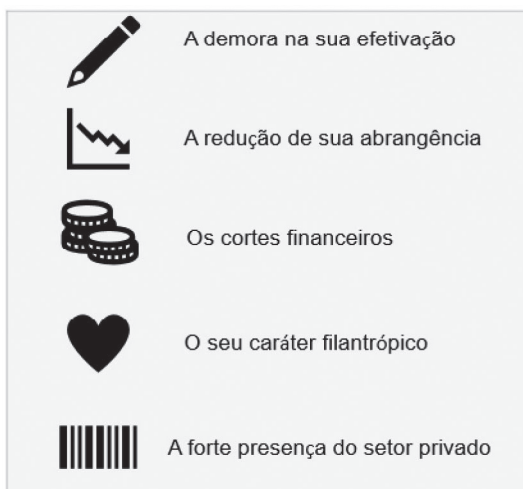 A demora na sua efetivação
A redução de sua abrangência
Os cortes financeiros
O seu caráter filantrópico
A forte presença do setor privado